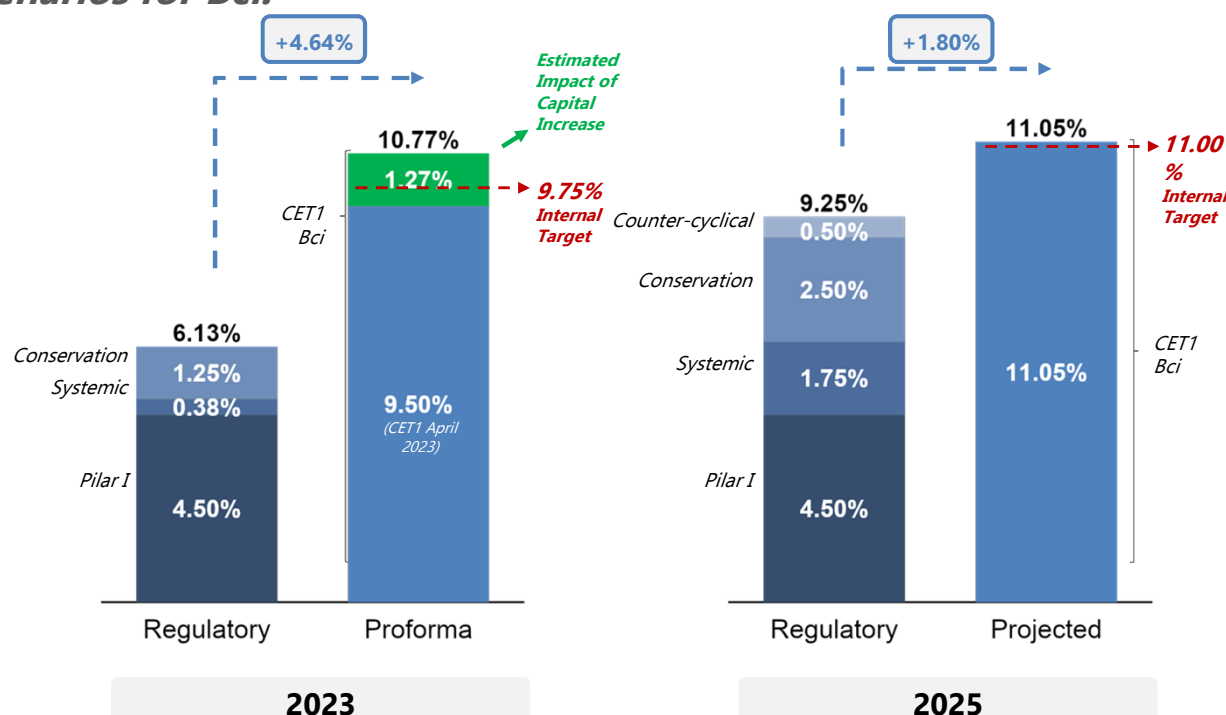 +4.64%
Estimated
Impact of
Capital
Increase
10.77%
1.27%
9.75%
Internal
Target
CET1
Bci
6.13%
Conservation
1.25%
Systemic
0.38%
9.50%
(CET1 April
2023)
Pilar I
4.50%
Regulatory
Proforma
2023
+1.80%
11.05%
11.00
%
Internal
Target
9.25%
Counter-cyclical
0.50%
Conservation
2.50%
Systemic
1.75%
11.05%
CET1
Bci
Pilar I
4.50%
Regulatory
Projected
2025